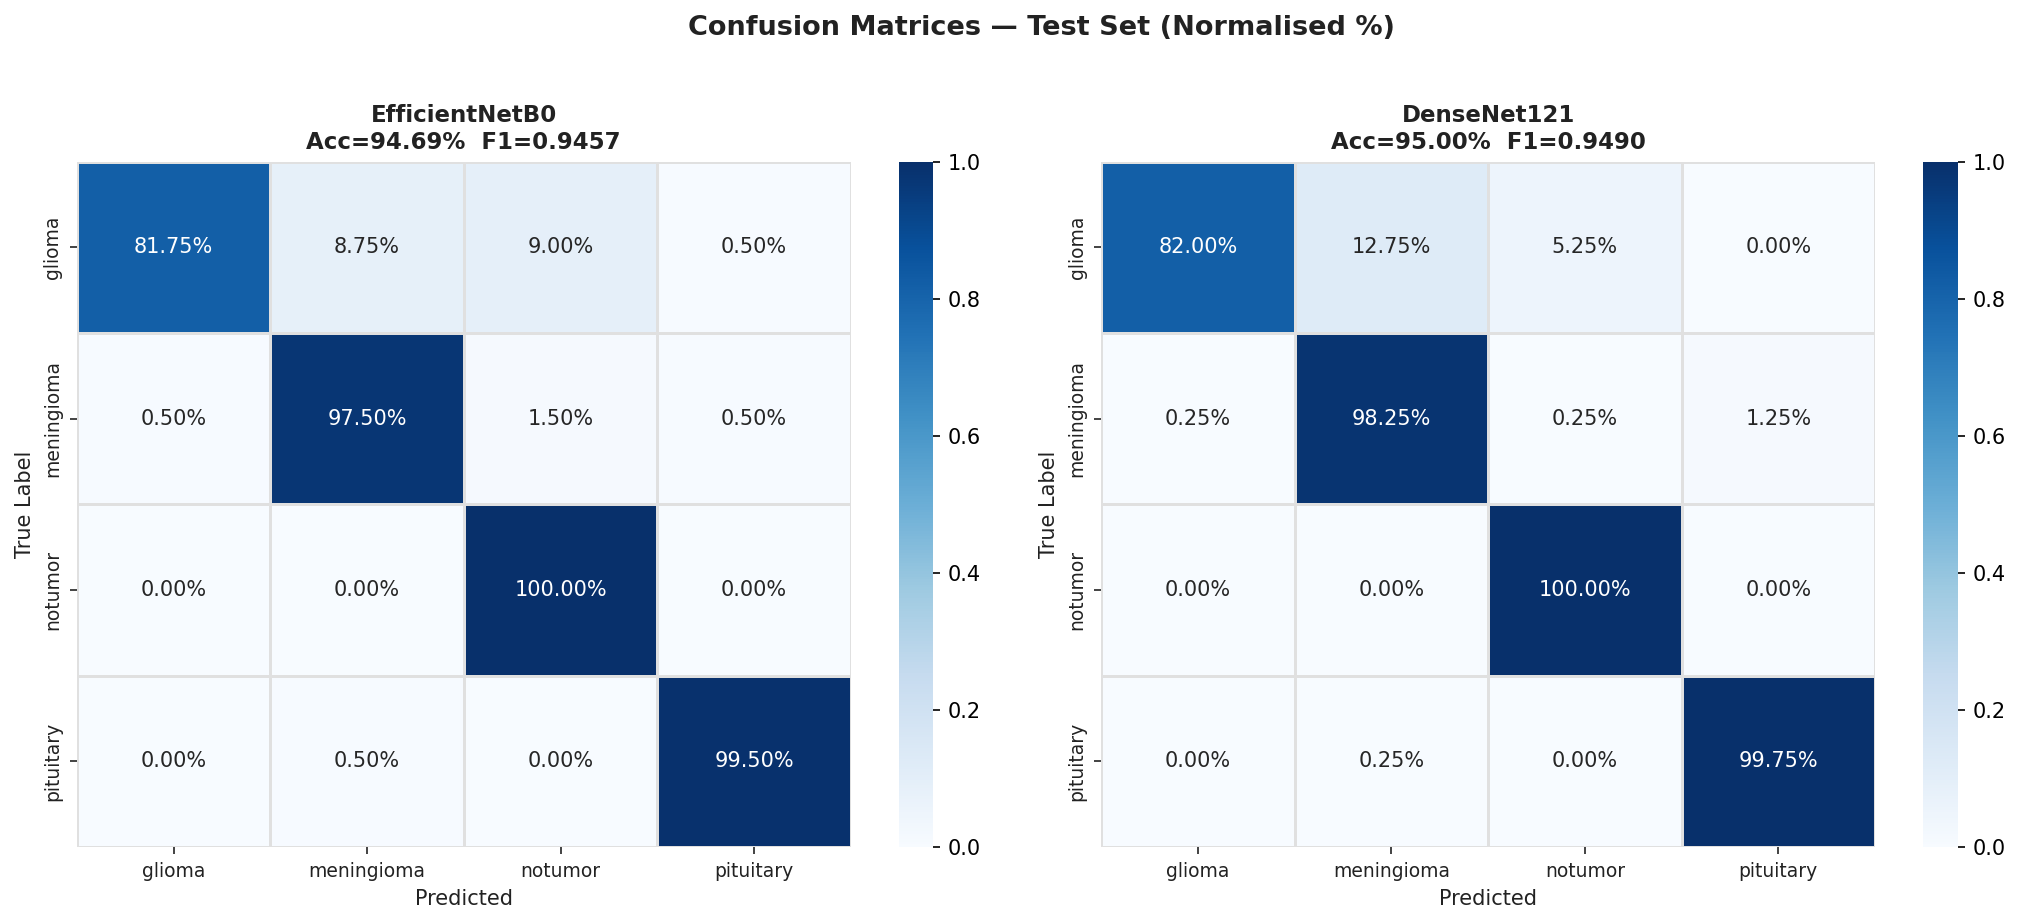 Confusion Matrices — Test Set (Normalised %)
EfficientNetB0
Acc=94.69%  F1=0.9457
True Label
glioma
81.75%
8.75%
9.00%
0.50%
meningioma
0.50%
97.50%
1.50%
0.50%
notumor
0.00%
0.00%
100.00%
0.00%
pituitary
0.00%
0.50%
0.00%
99.50%
glioma
meningioma
notumor
pituitary
Predicted
1.0
0.8
0.6
0.4
0.2
0.0
DenseNet121
Acc=95.00%  F1=0.9490
True Label
glioma
82.00%
12.75%
5.25%
0.00%
meningioma
0.25%
98.25%
0.25%
1.25%
notumor
0.00%
0.00%
100.00%
0.00%
pituitary
0.00%
0.25%
0.00%
99.75%
glioma
meningioma
notumor
pituitary
Predicted
1.0
0.8
0.6
0.4
0.2
0.0